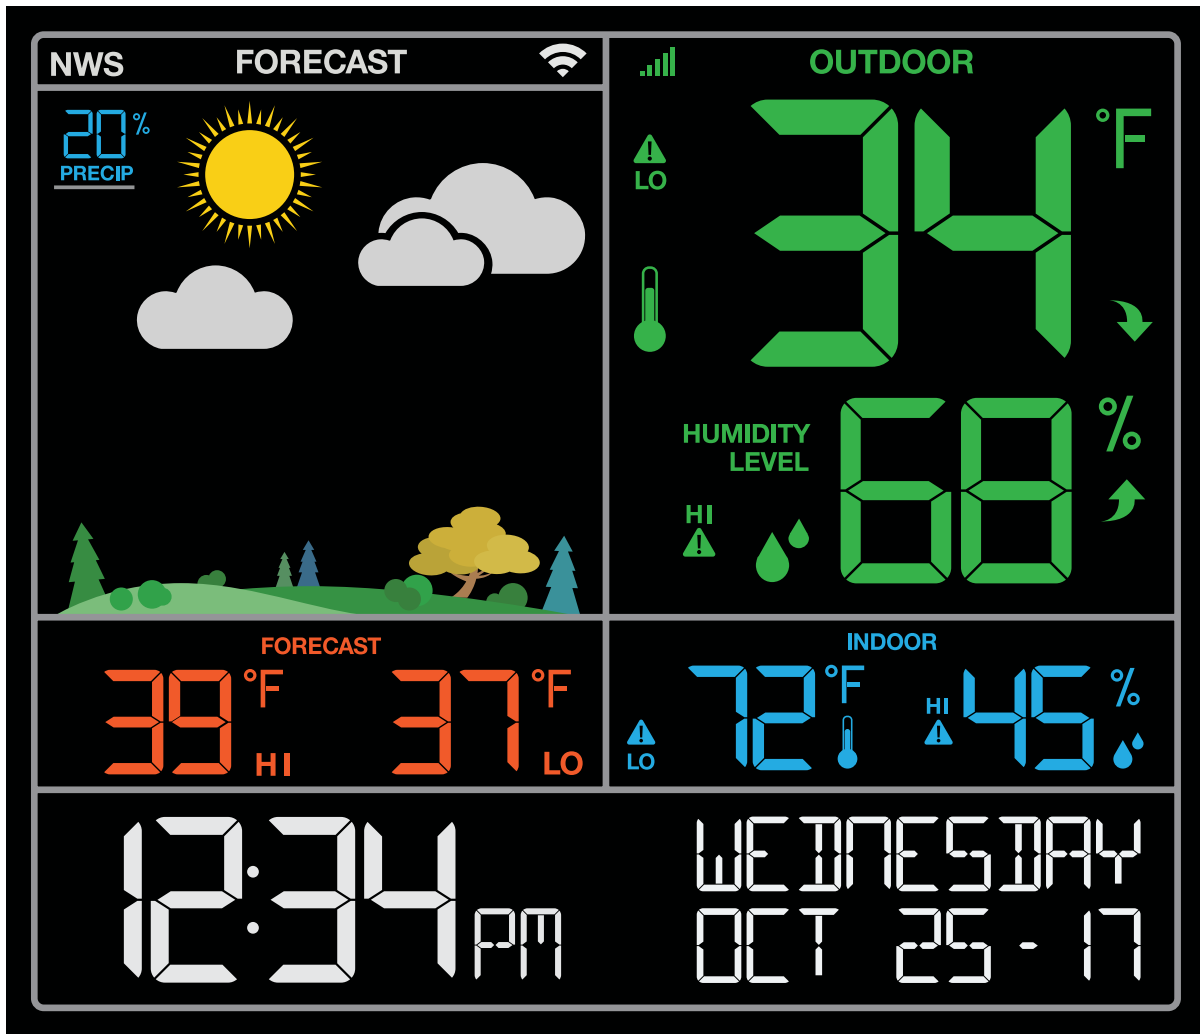 NWS FORECAST
20%
PRECIP
OUTDOOR
34°F
LO
HUMIDITY
LEVEL
68%
HI
FORECAST
39°F HI
37°F LO
INDOOR
LO
72°F
HI
45%
12:34 PM
WEDNESDAY
OCT 25-17